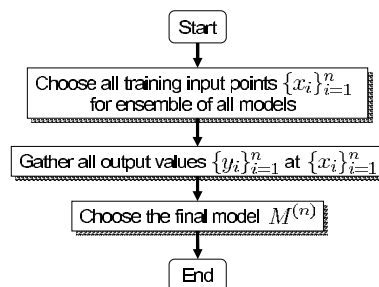 Start
Choose all training input points $\{x_i\}_{i=1}^n$
for ensemble of all models
Gather all output values $\{y_i\}_{i=1}^n$ at $\{x_i\}_{i=1}^n$
Choose the final model $M^{(n)}$
End